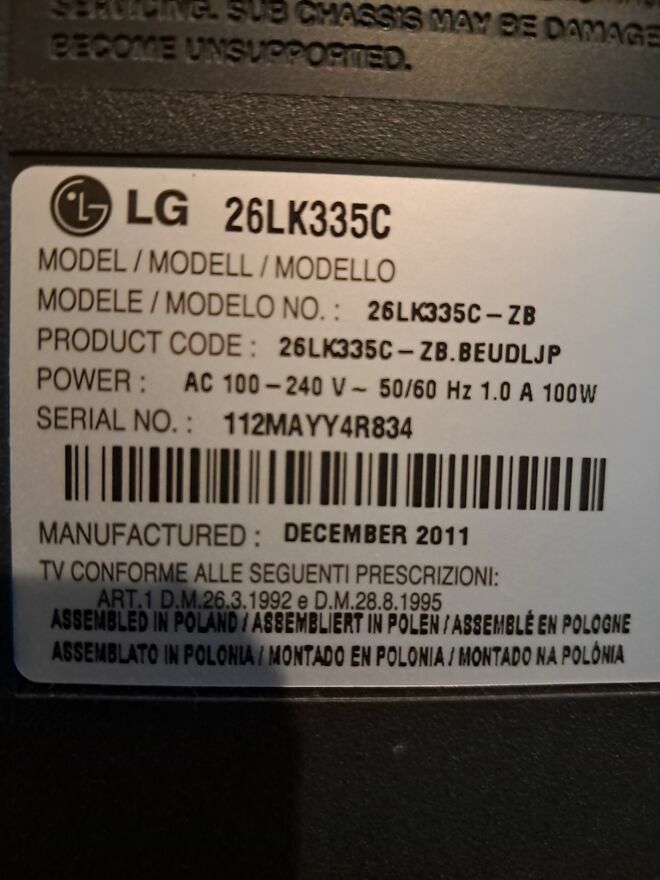 SERVICING. SUB CHASSIS MAY BE DAMAGE
BECOME UNSUPPORTED.
LG 26LK335C
MODEL / MODELL / MODELLO
MODELE / MODELO NO. : 26LK335C-ZB
PRODUCT CODE : 26LK335C-ZB.BEUDLJP
POWER : AC 100-240 V~ 50/60 Hz 1.0 A 100W
SERIAL NO. : 112MAYY4R834
MANUFACTURED : DECEMBER 2011
TV CONFORME ALLE SEGUENTI PRESCRIZIONI:
ART.1 D.M.26.3.1992 e D.M.28.8.1995
ASSEMBLED IN POLAND / ASSEMBLIERT IN POLEN / ASSEMBLÉ EN POLOGNE
ASSEMBLATO IN POLONIA / MONTADO EN POLONIA / MONTADO NA POLÓNIA